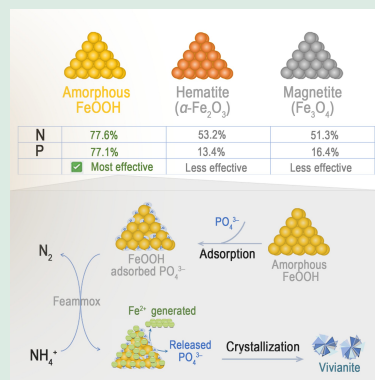 Amorphous
FeOOH
Hematite
(α-Fe₂O₃)
Magnetite
(Fe₃O₄)
N 77.6% 53.2% 51.3%
P 77.1% 13.4% 16.4%
Most effective Less effective Less effective
PO₄³⁻
N₂
FeOOH
adsorbed PO₄³⁻
Adsorption
Amorphous
FeOOH
Feammox
Fe²⁺ generated
NH₄⁺
Released
PO₄³⁻
Crystallization
Vivianite